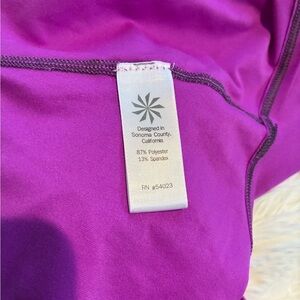 Designed in
Sonoma County,
California
87% Polyester
13% Spandex
RN #54023